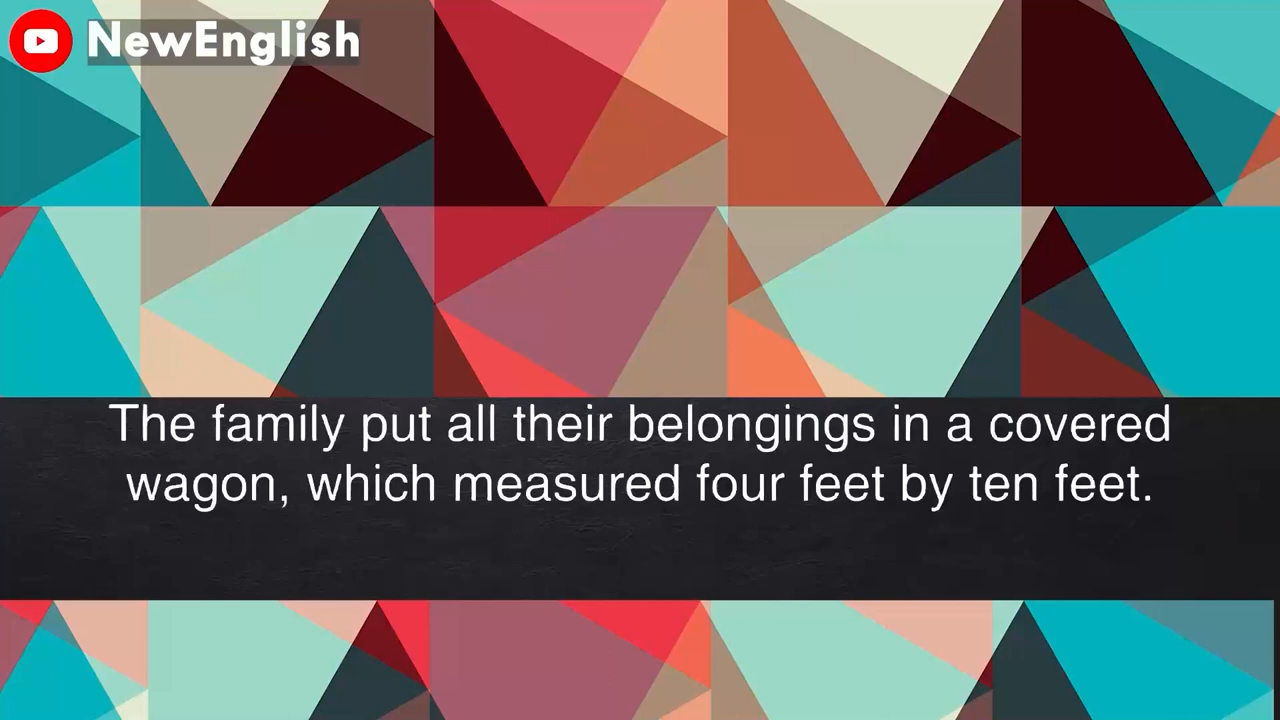 NewEnglish
The family put all their belongings in a covered
wagon, which measured four feet by ten feet.